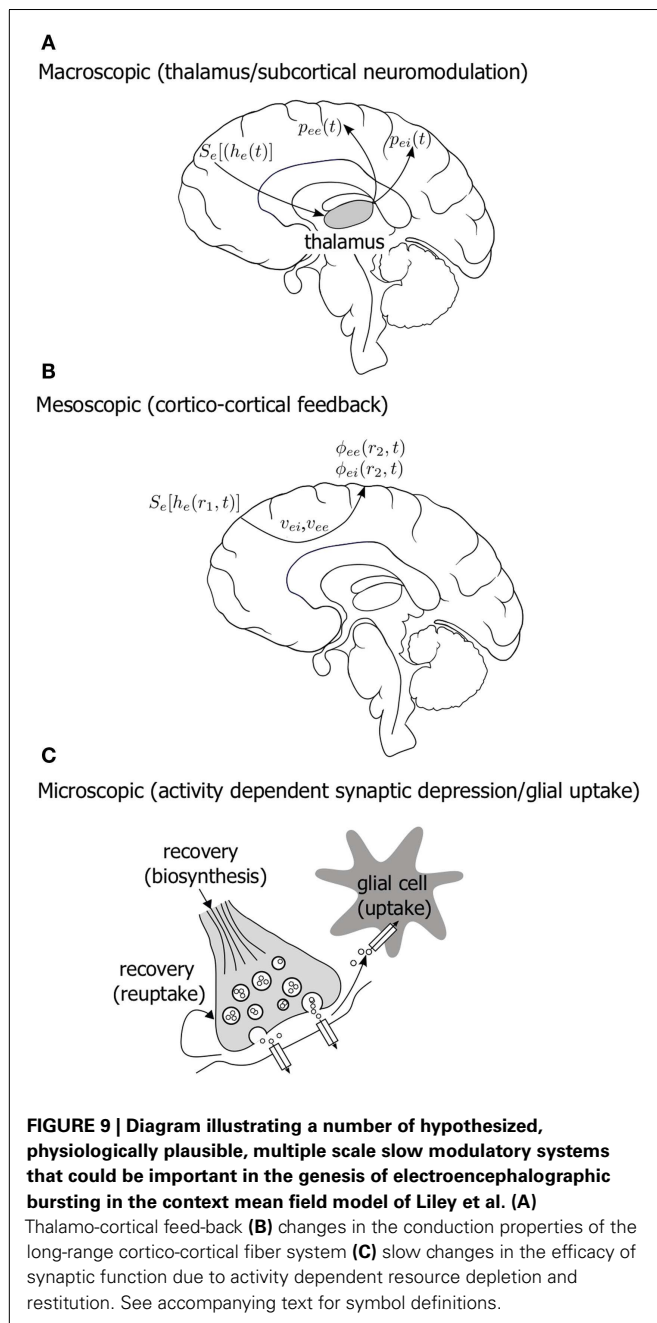 A
Macroscopic (thalamus/subcortical neuromodulation)
p_ee(t)
p_ei(t)
S_e[(h_e(t)]
thalamus
B
Mesoscopic (cortico-cortical feedback)
ϕ_ee(r_2, t)
ϕ_ei(r_2, t)
S_e[h_e(r_1, t)]
v_ei,v_ee
C
Microscopic (activity dependent synaptic depression/glial uptake)
recovery
(biosynthesis)
glial cell
(uptake)
recovery
(reuptake)
FIGURE 9 | Diagram illustrating a number of hypothesized,
physiologically plausible, multiple scale slow modulatory systems
that could be important in the genesis of electroencephalographic
bursting in the context mean field model of Liley et al. (A)
Thalamo-cortical feed-back (B) changes in the conduction properties of the
long-range cortico-cortical fiber system (C) slow changes in the efficacy of
synaptic function due to activity dependent resource depletion and
restitution. See accompanying text for symbol definitions.